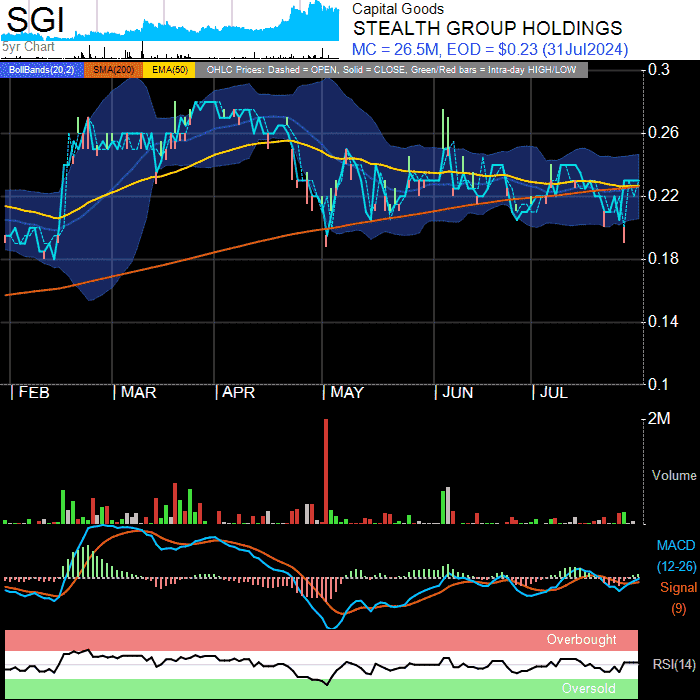 SGI
5yr Chart
Capital Goods
STEALTH GROUP HOLDINGS
MC = 26.5M, EOD = $0.23 (31Jul2024)
BollBands(20,2) SMA(200) EMA(50) OHLC Prices: Dashed = OPEN, Solid = CLOSE, Green/Red bars = Intra-day HIGH/LOW
0.3
0.26
0.22
0.18
0.14
0.1
FEB MAR APR MAY JUN JUL
2M
Volume
MACD
(12-26)
Signal
(9)
Overbought
RSI(14)
Oversold